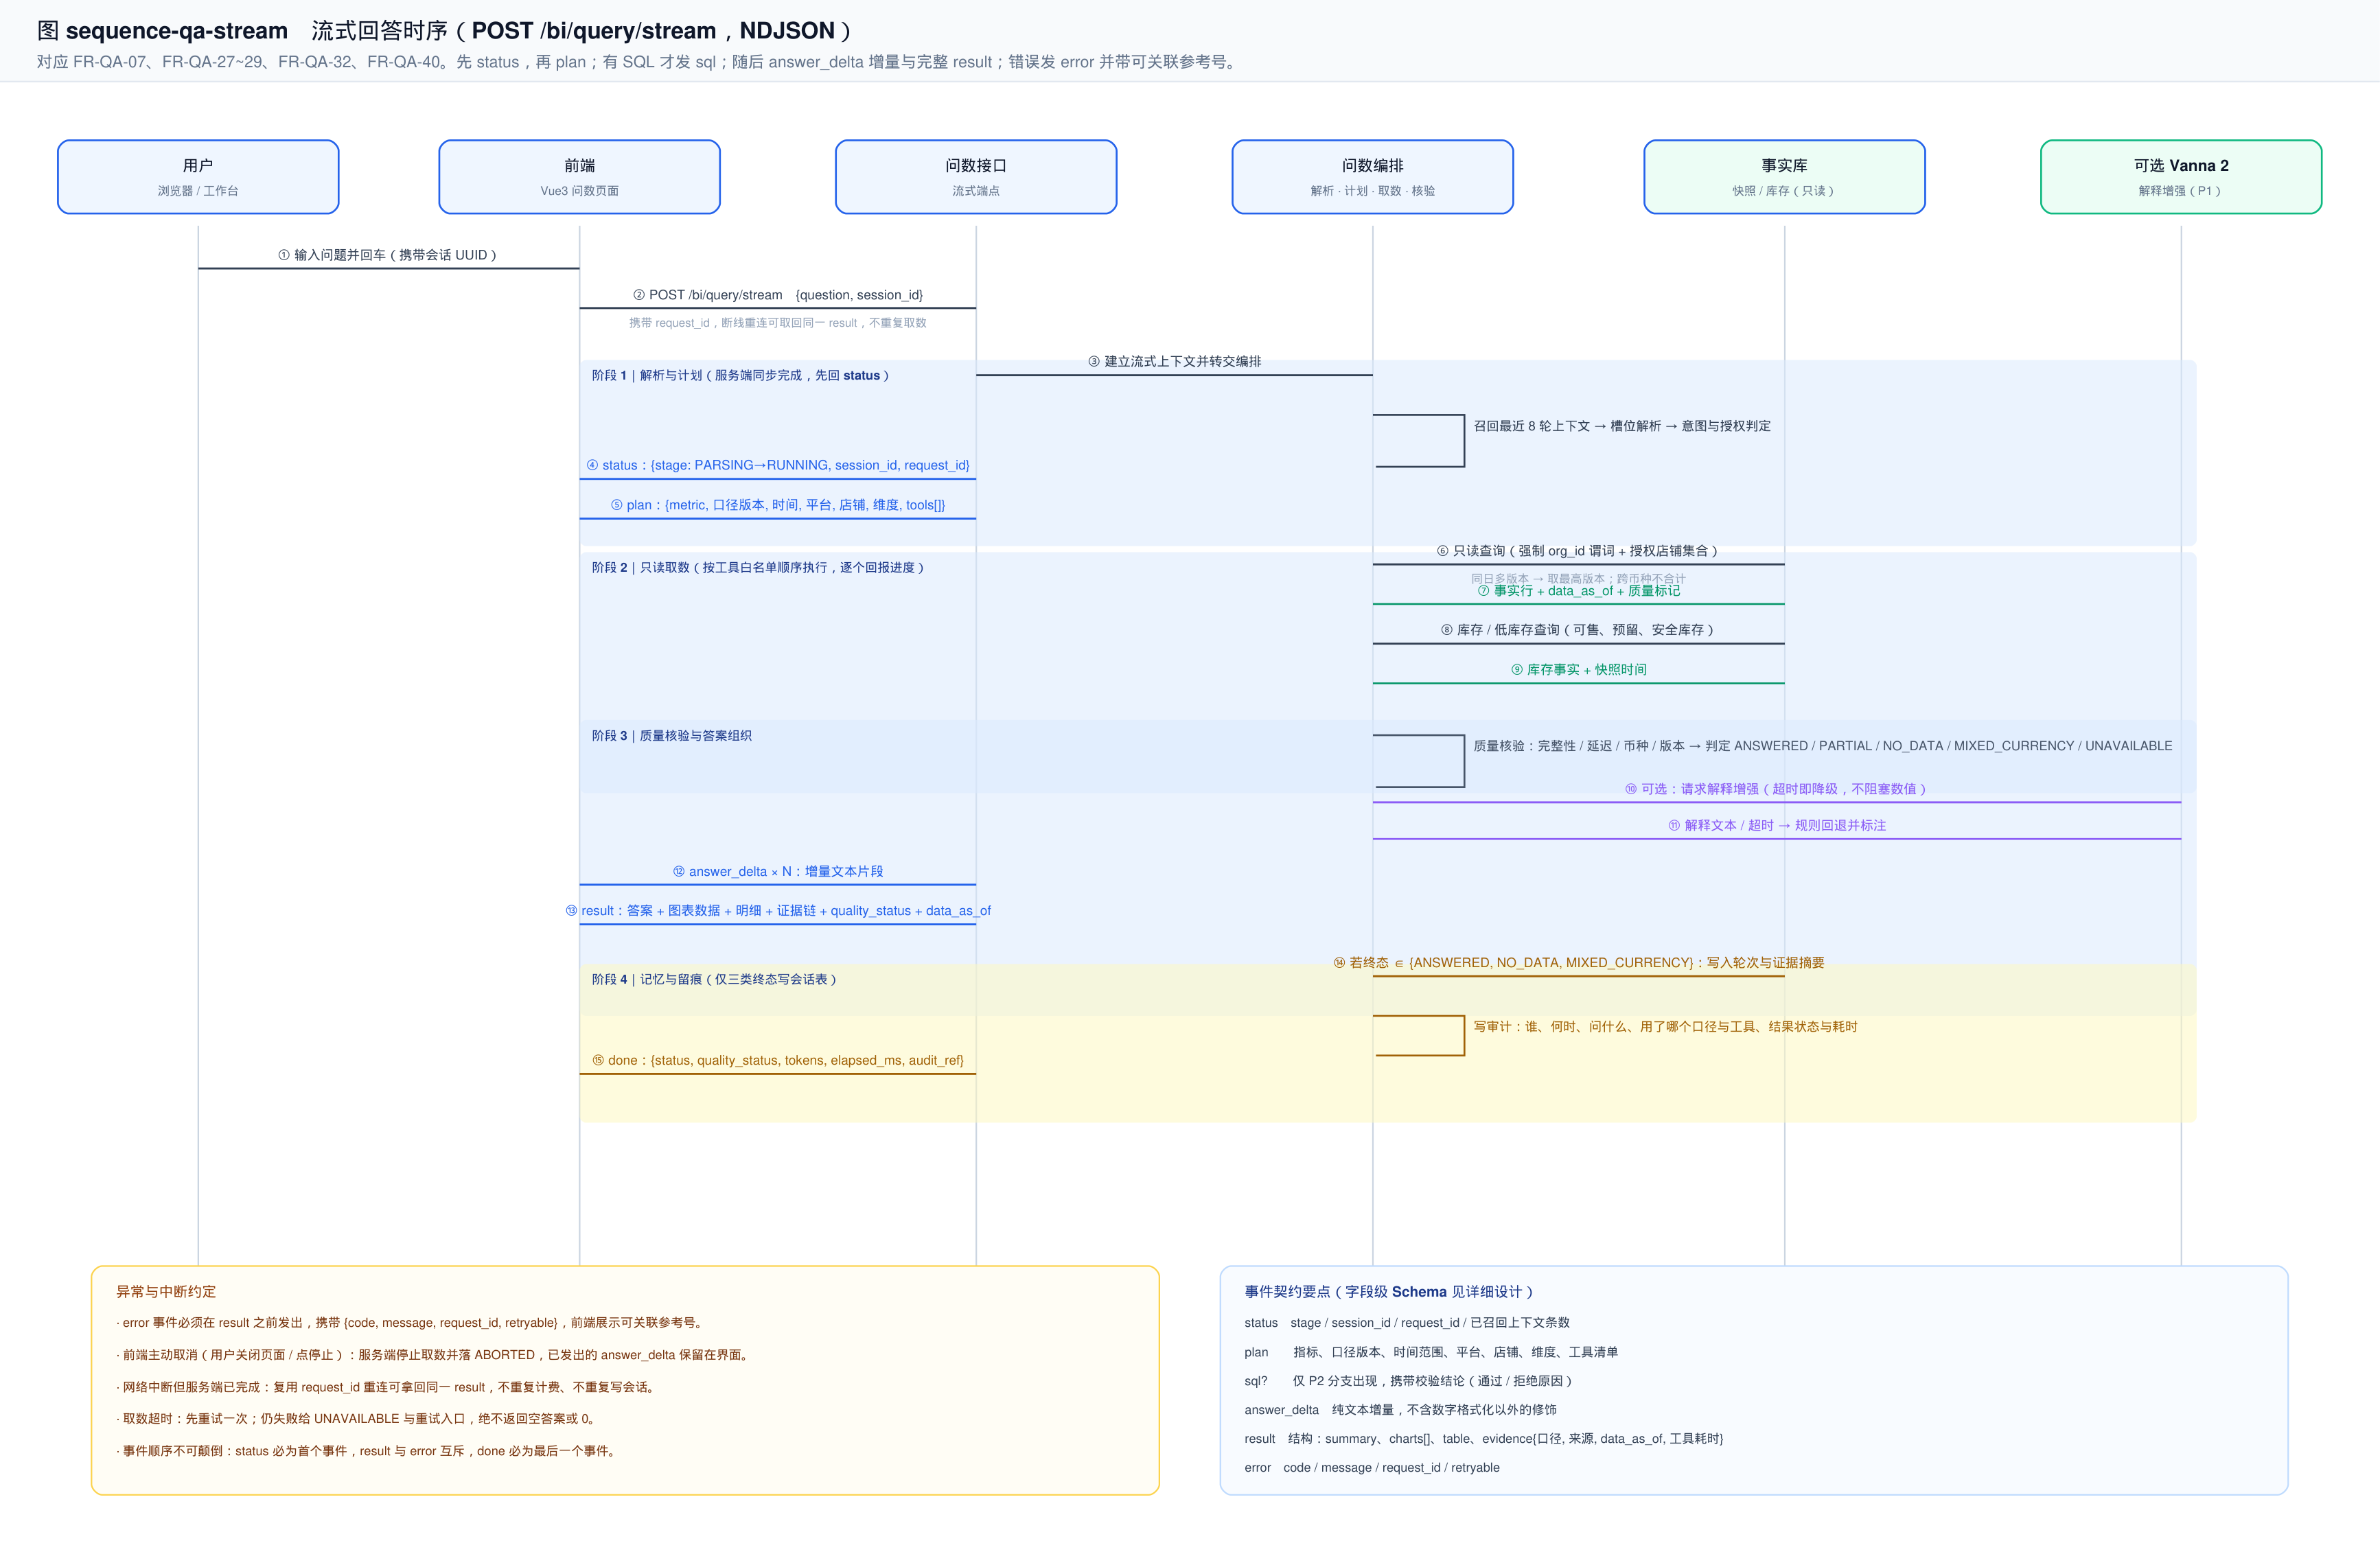 图 sequence-qa-stream　流式回答时序（POST /bi/query/stream，NDJSON）
对应 FR-QA-07、FR-QA-27~29、FR-QA-32、FR-QA-40。先 status，再 plan；有 SQL 才发 sql；随后 answer_delta 增量与完整 result；错误发 error 并带可关联参考号。
用户
浏览器 / 工作台
前端
Vue3 问数页面
问数接口
流式端点
问数编排
解析 · 计划 · 取数 · 核验
事实库
快照 / 库存（只读）
可选 Vanna 2
解释增强（P1）
① 输入问题并回车（携带会话 UUID）
② POST /bi/query/stream　{question, session_id}
携带 request_id，断线重连可取回同一 result，不重复取数
③ 建立流式上下文并转交编排
阶段 1｜解析与计划（服务端同步完成，先回 status）
召回最近 8 轮上下文 → 槽位解析 → 意图与授权判定
④ status：{stage: PARSING→RUNNING, session_id, request_id}
⑤ plan：{metric, 口径版本, 时间, 平台, 店铺, 维度, tools[]}
⑥ 只读查询（强制 org_id 谓词 + 授权店铺集合）
阶段 2｜只读取数（按工具白名单顺序执行，逐个回报进度）
同日多版本 → 取最高版本；跨币种不合计
⑦ 事实行 + data_as_of + 质量标记
⑧ 库存 / 低库存查询（可售、预留、安全库存）
⑨ 库存事实 + 快照时间
阶段 3｜质量核验与答案组织
质量核验：完整性 / 延迟 / 币种 / 版本 → 判定 ANSWERED / PARTIAL / NO_DATA / MIXED_CURRENCY / UNAVAILABLE
⑩ 可选：请求解释增强（超时即降级，不阻塞数值）
⑪ 解释文本 / 超时 → 规则回退并标注
⑫ answer_delta × N：增量文本片段
⑬ result：答案 + 图表数据 + 明细 + 证据链 + quality_status + data_as_of
⑭ 若终态 ∈ {ANSWERED, NO_DATA, MIXED_CURRENCY}：写入轮次与证据摘要
阶段 4｜记忆与留痕（仅三类终态写会话表）
写审计：谁、何时、问什么、用了哪个口径与工具、结果状态与耗时
⑮ done：{status, quality_status, tokens, elapsed_ms, audit_ref}
异常与中断约定
· error 事件必须在 result 之前发出，携带 {code, message, request_id, retryable}，前端展示可关联参考号。
· 前端主动取消（用户关闭页面 / 点停止）：服务端停止取数并落 ABORTED，已发出的 answer_delta 保留在界面。
· 网络中断但服务端已完成：复用 request_id 重连可拿回同一 result，不重复计费、不重复写会话。
· 取数超时：先重试一次；仍失败给 UNAVAILABLE 与重试入口，绝不返回空答案或 0。
· 事件顺序不可颠倒：status 必为首个事件，result 与 error 互斥，done 必为最后一个事件。
事件契约要点（字段级 Schema 见详细设计）
status　stage / session_id / request_id / 已召回上下文条数
plan　　指标、口径版本、时间范围、平台、店铺、维度、工具清单
sql?　　仅 P2 分支出现，携带校验结论（通过 / 拒绝原因）
answer_delta　纯文本增量，不含数字格式化以外的修饰
result　结构：summary、charts[]、table、evidence{口径, 来源, data_as_of, 工具耗时}
error　code / message / request_id / retryable